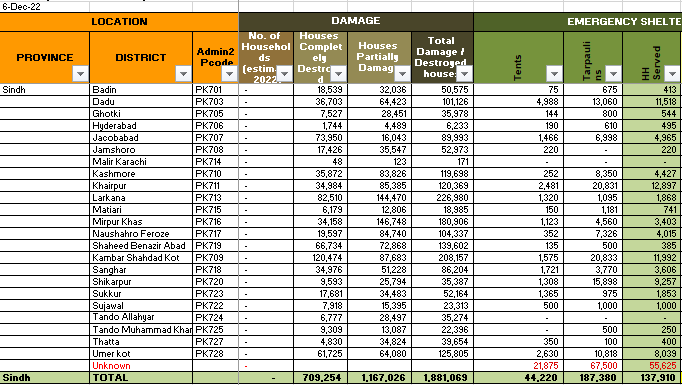 6-Dec-22
LOCATION DAMAGE EMERGENCY SHELTE
PROVINCE DISTRICT Admin2 Pcode No. of Househol ds (estim 2022 Houses Complet ely Destro d Houses Partially Damag Total Damage / Destroyed house Tents Tarpauli ns HH Served
Sindh Badin PK701 - 18,539 32,036 50,575 75 675 413
Dadu PK703 - 36,703 64,423 101,126 4,988 13,060 11,518
Ghotki PK705 - 7,527 28,451 35,978 144 800 544
Hyderabad PK706 - 1,744 4,489 6,233 190 610 495
Jacobabad PK707 - 73,950 16,043 89,993 1,466 6,998 4,965
Jamshoro PK708 - 17,426 35,547 52,973 220 - 220
Malir Karachi PK714 - 48 123 171 - - -
Kashmore PK710 - 35,872 83,826 119,698 252 8,350 4,427
Khairpur PK711 - 34,984 85,385 120,369 2,481 20,831 12,897
Larkana PK713 - 82,510 144,470 226,980 1,320 1,895 1,868
Matiari PK715 - 6,179 12,806 18,985 150 1,181 741
Mirpur Khas PK716 - 34,158 146,748 180,906 1,123 4,560 3,403
Naushahro Feroze PK717 - 19,597 84,740 104,337 352 7,326 4,015
Shaheed Benazir Abad PK719 - 66,734 72,868 139,602 135 500 385
Kambar Shahdad Kot PK709 - 120,474 87,683 208,157 1,575 20,833 11,992
Sanghar PK718 - 34,976 51,228 86,204 1,721 3,770 3,606
Shikarpur PK720 - 9,593 25,794 35,387 1,308 15,898 9,257
Sukkur PK723 - 17,681 34,483 52,164 1,365 975 1,853
Sujawal PK722 - 7,918 15,395 23,313 500 1,000 1,000
Tando Allahyar PK724 - 6,777 28,497 35,274 - - -
Tando Muhammad Khar PK725 - 9,309 13,087 22,396 - 500 250
Thatta PK727 - 4,830 34,824 39,654 350 100 400
Umer kot PK728 - 61,725 64,080 125,805 2,630 10,818 8,039
Unknown - 21,875 67,500 55,625
Sindh TOTAL - 709,254 1,167,026 1,881,069 44,220 187,380 137,910